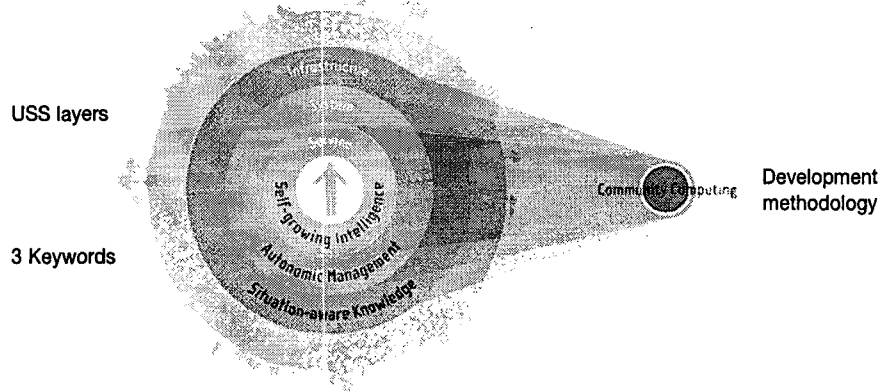 Infrastructure
System
Service
USS layers
Self-growing Intelligence
Community Computing
Development
methodology
3 Keywords
Autonomic Management
Situation-aware Knowledge